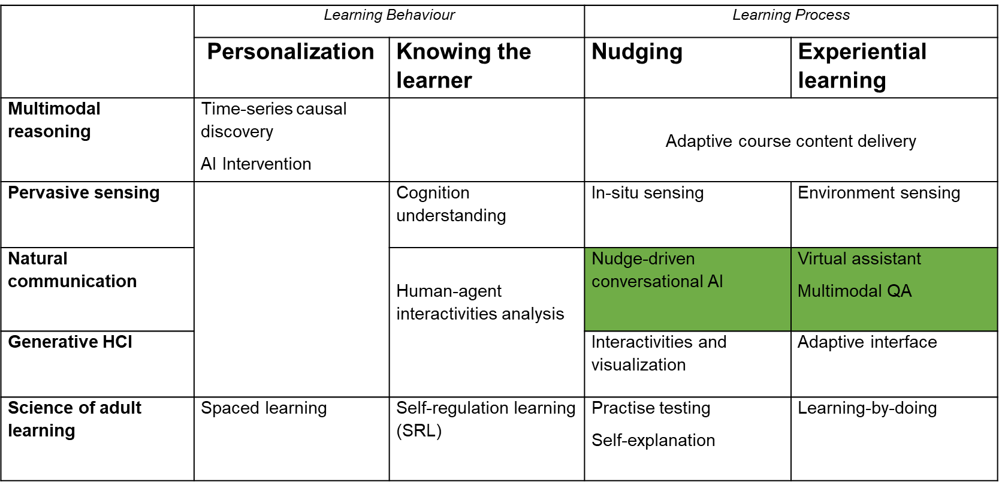 Learning Behaviour
Learning Process
Personalization
Knowing the
learner
Nudging
Experiential
learning
Multimodal
reasoning
Time-series causal
discovery
AI Intervention
Adaptive course content delivery
Pervasive sensing
Cognition
understanding
In-situ sensing
Environment sensing
Natural
communication
Human-agent
interactivities analysis
Nudge-driven
conversational AI
Virtual assistant
Multimodal QA
Generative HCI
Interactivities and
visualization
Adaptive interface
Science of adult
learning
Spaced learning
Self-regulation learning
(SRL)
Practise testing
Self-explanation
Learning-by-doing